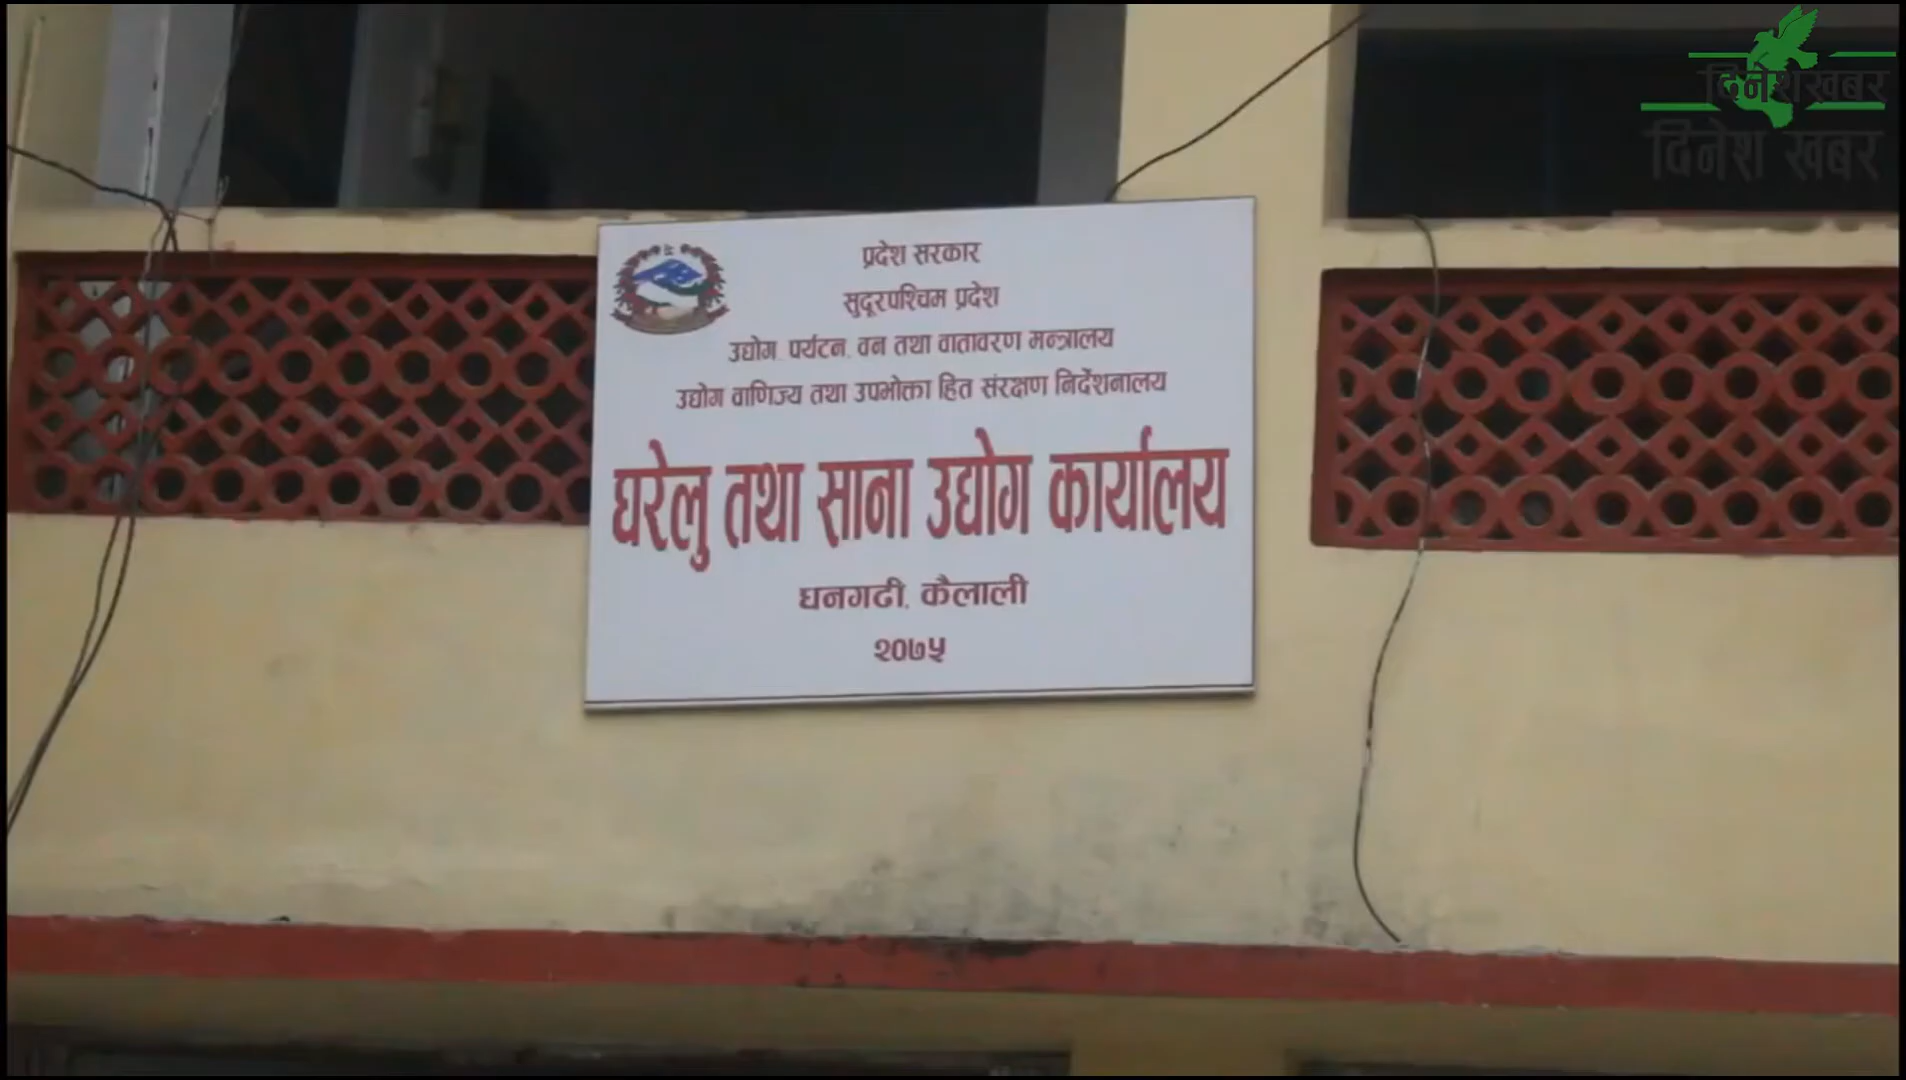 दिनेशखबर
दिनेश खबर
प्रदेश सरकार
सुदूरपश्चिम प्रदेश
उद्योग, पर्यटन, वन तथा वातावरण मन्त्रालय
उद्योग वाणिज्य तथा उपभोक्ता हित संरक्षण निर्देशनालय
घरेलु तथा साना उद्योग कार्यालय
धनगढी, कैलाली
२०७५